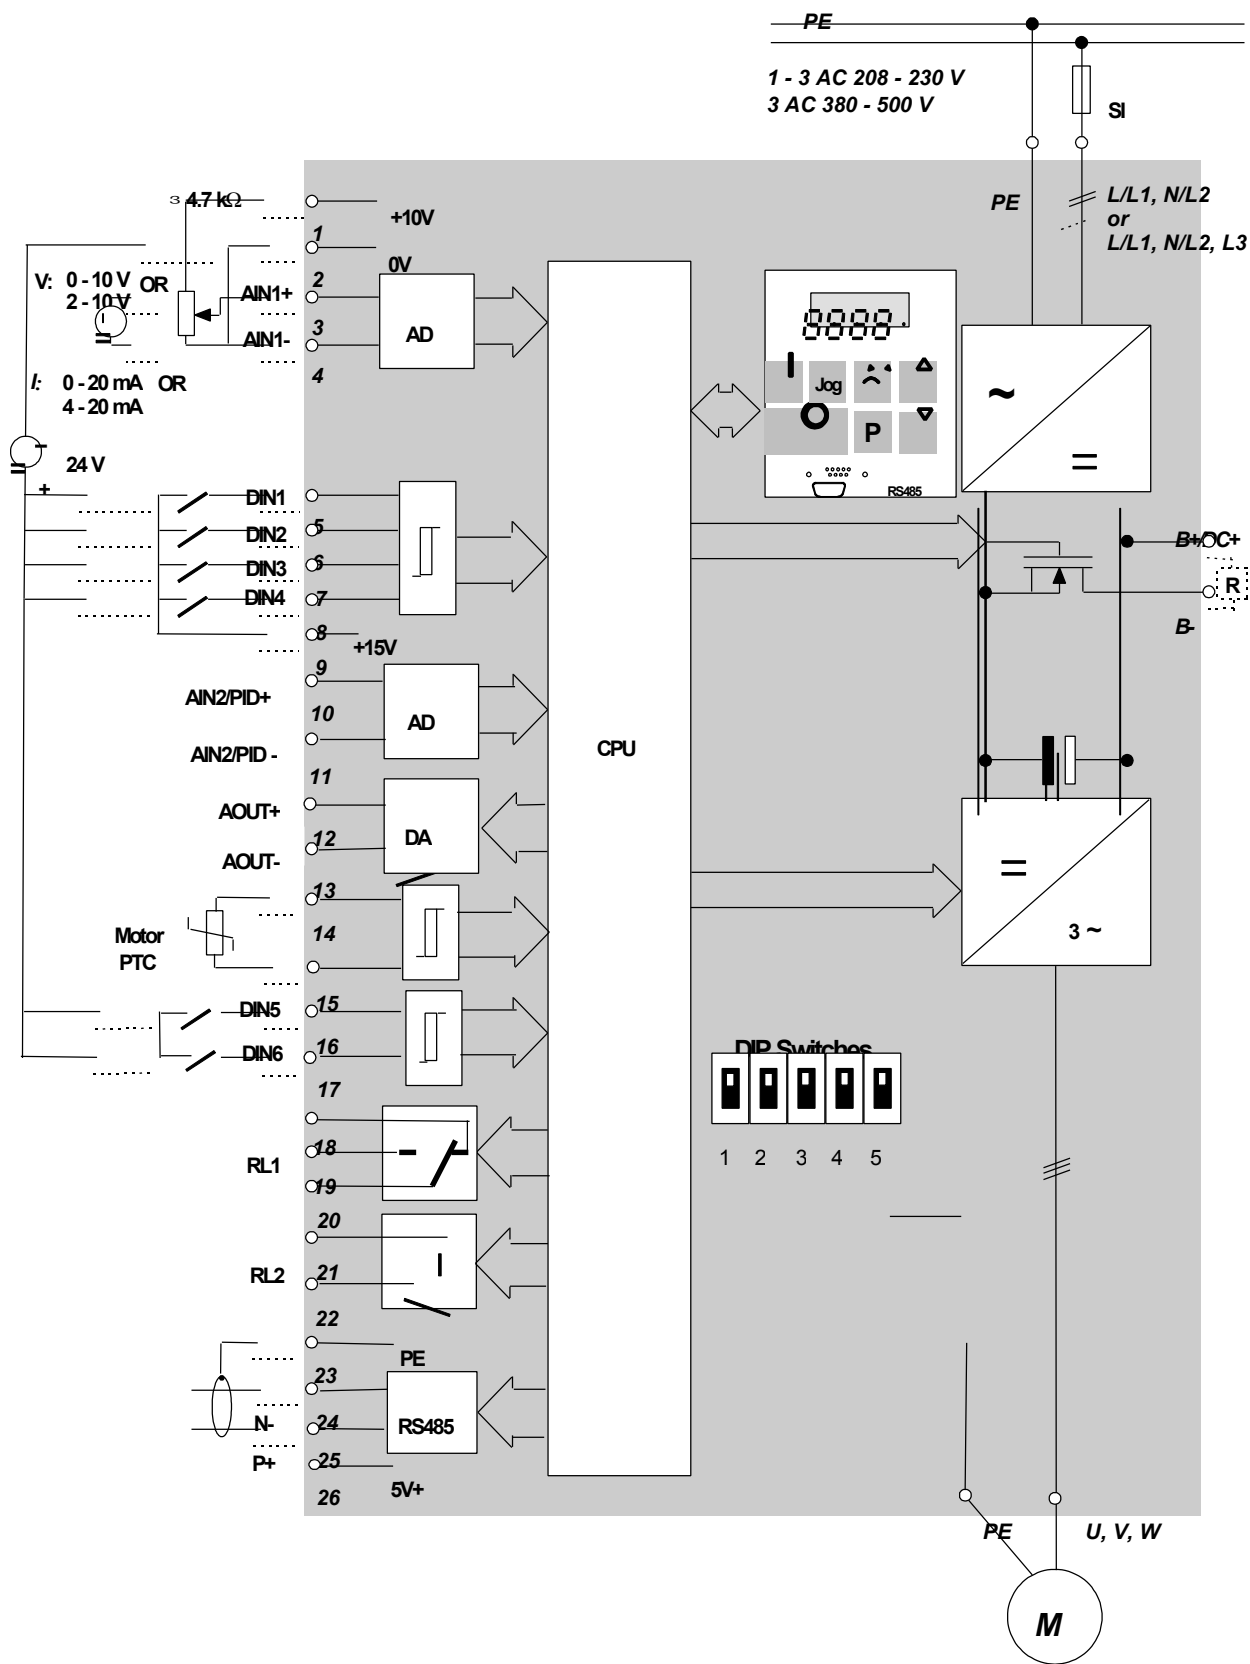 PE
1 - 3 AC 208 - 230 V
3 AC 380 - 500 V
SI
PE
L/L1, N/L2
or
L/L1, N/L2, L3
4.7 kΩ
+10V
1
0V
V: 0 - 10 V OR
2 - 10 V
2
AIN1+
AD
3
AIN1-
4
I: 0 - 20 mA OR
4 - 20 mA
24 V
+
8888.
Jog
P
RS485
~
=
DIN1
5
DIN2
6
DIN3
7
DIN4
8
+15V
B+/DC+
R
B-
9
AIN2/PID+
10
AD
AIN2/PID -
11
CPU
AOUT+
12
DA
AOUT-
13
Motor
PTC
14
=
3 ~
DIN5
15
DIN6
16
17
DIP Switches
1 2 3 4 5
18
RL1
19
20
RL2
21
22
PE
23
N-
24
RS485
P+
25
5V+
26
PE
U, V, W
M